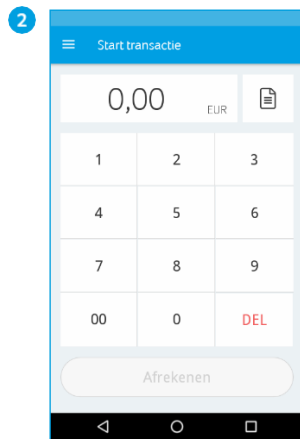 2
Start transactie
0,00 EUR
1 2 3
4 5 6
7 8 9
00 0 DEL
Afrekenen